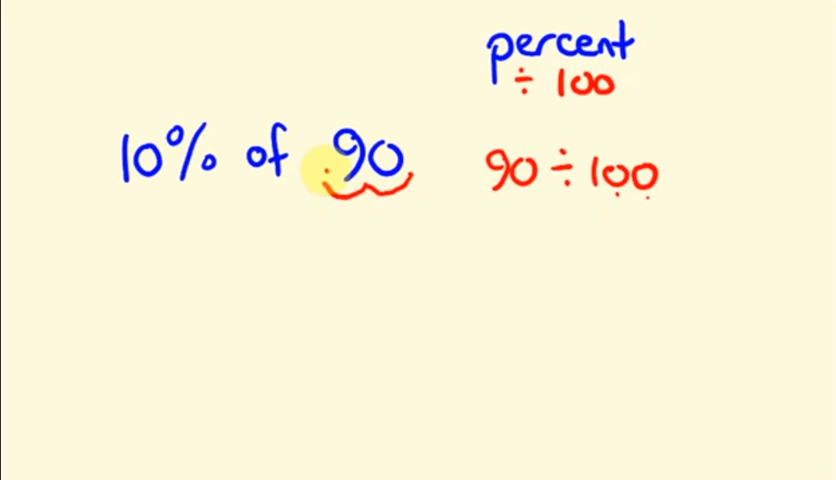 percent
÷ 100
10% of .90.
90 ÷ 100